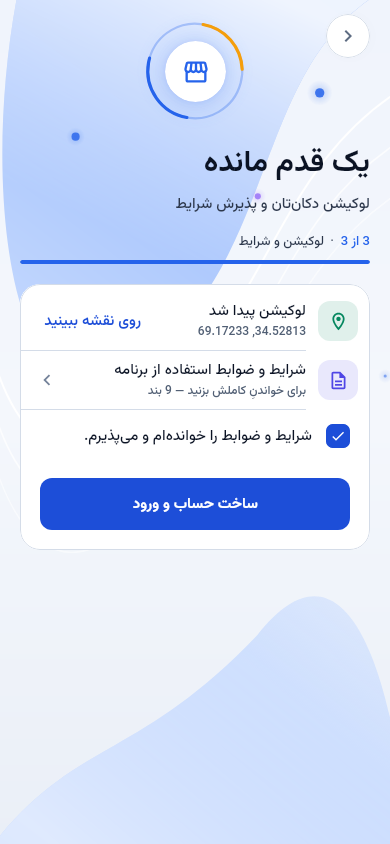 یک قدم مانده
لوکیشن دکان‌تان و پذیرش شرایط
3 از 3 · لوکیشن و شرایط
لوکیشن پیدا شد
34.52813, 69.17233
روی نقشه ببینید
شرایط و ضوابط استفاده از برنامه
برای خواندنِ کاملش بزنید — 9 بند
شرایط و ضوابط را خوانده‌ام و می‌پذیرم.
ساخت حساب و ورود